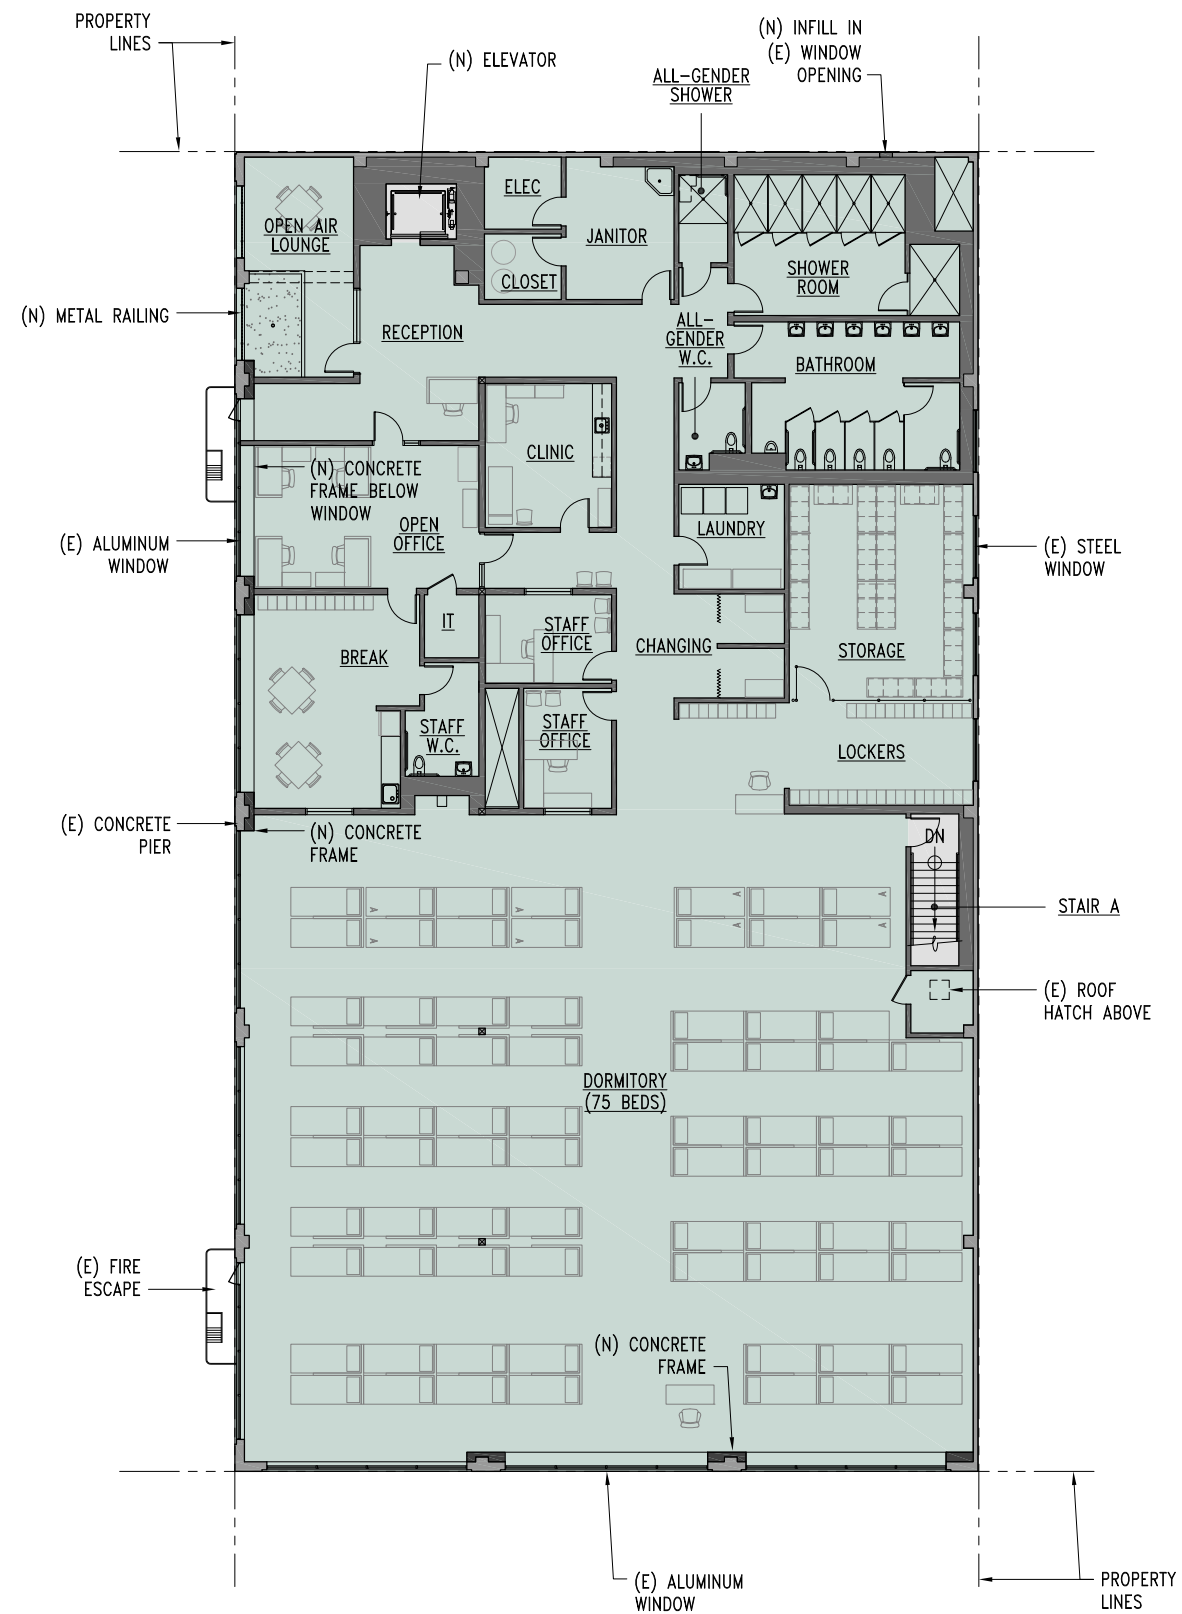 PROPERTY
LINES
(N) ELEVATOR
ALL-GENDER
SHOWER
(N) INFILL IN
(E) WINDOW
OPENING
OPEN AIR
LOUNGE
ELEC
JANITOR
CLOSET
SHOWER
ROOM
(N) METAL RAILING
RECEPTION
ALL-
GENDER
W.C.
BATHROOM
CLINIC
(N) CONCRETE
FRAME BELOW
WINDOW
OPEN
OFFICE
LAUNDRY
(E) ALUMINUM
WINDOW
(E) STEEL
WINDOW
IT
STAFF
OFFICE
CHANGING
STORAGE
BREAK
STAFF
W.C.
STAFF
OFFICE
LOCKERS
(E) CONCRETE
PIER
(N) CONCRETE
FRAME
DN
STAIR A
A
A
A
A
A
A
A
A
(E) ROOF
HATCH ABOVE
DORMITORY
(75 BEDS)
(E) FIRE
ESCAPE
(N) CONCRETE
FRAME
(E) ALUMINUM
WINDOW
PROPERTY
LINES